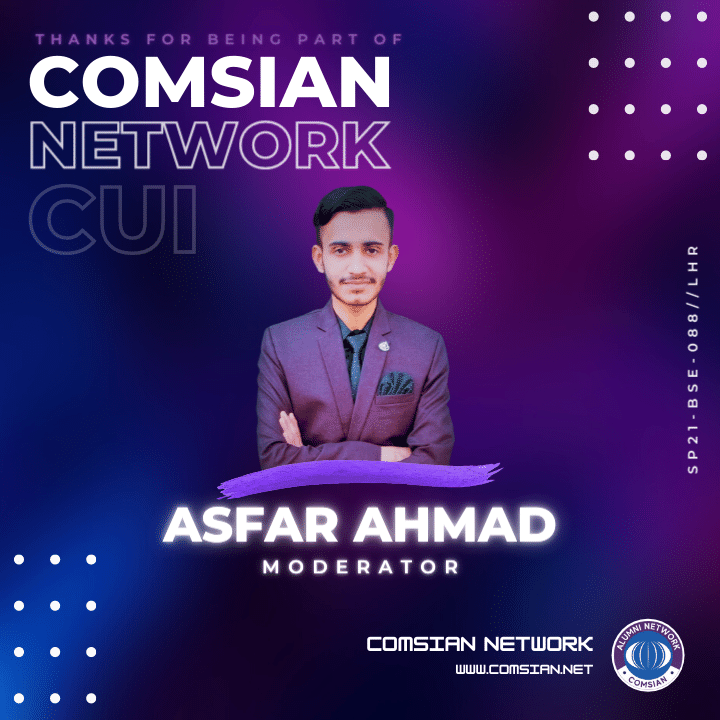 THANKS FOR BEING PART OF
COMSIAN
NETWORK
CUI
SP21-BSE-088//LHR
ASFAR AHMAD
MODERATOR
COMSIAN NETWORK
WWW.COMSIAN.NET
ALUMNI NETWORK
COMSIAN